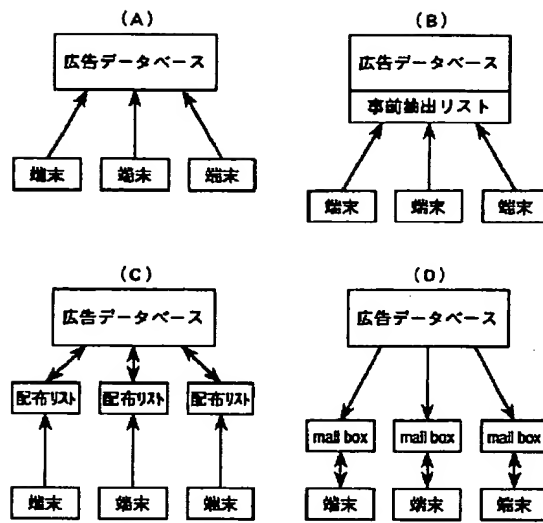 (A)
広告データベース
端末 端末 端末
(B)
広告データベース
事前抽出リスト
端末 端末 端末
(C)
広告データベース
配布リスト 配布リスト 配布リスト
端末 端末 端末
(D)
広告データベース
mail box mail box mail box
端末 端末 端末